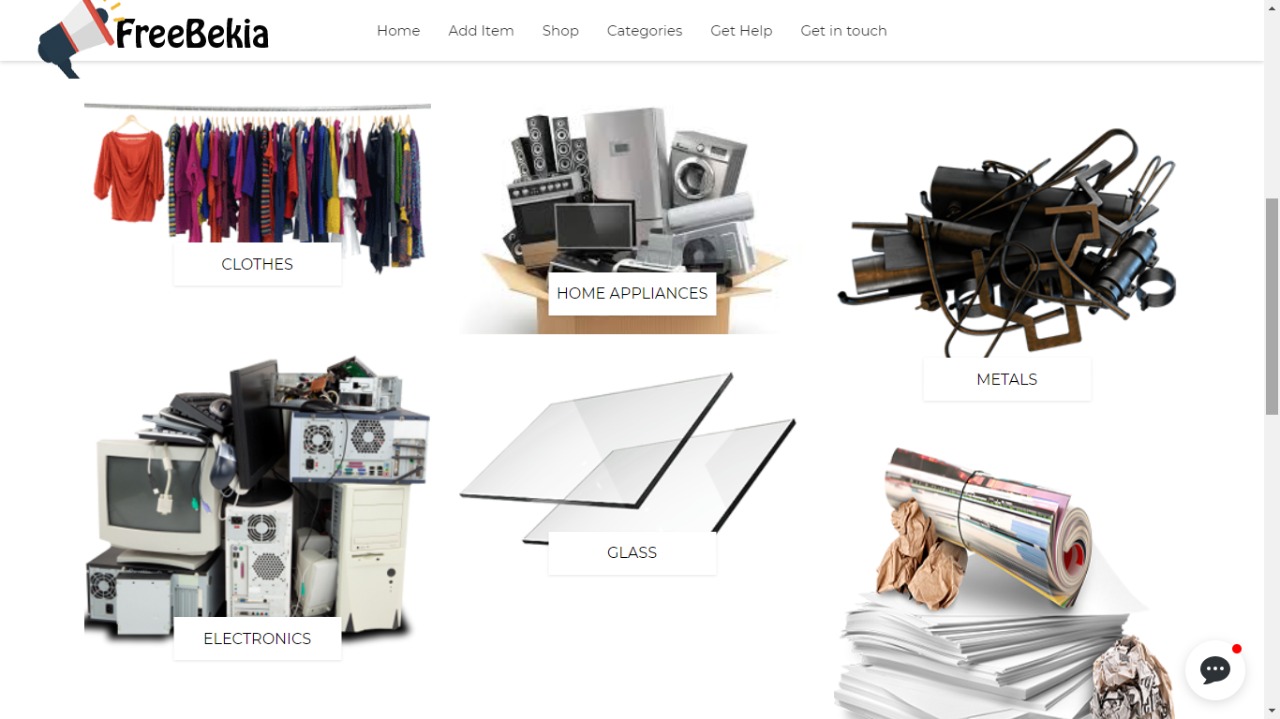 FreeBekia
Home Add Item Shop Categories Get Help Get in touch
CLOTHES
HOME APPLIANCES
METALS
ELECTRONICS
GLASS